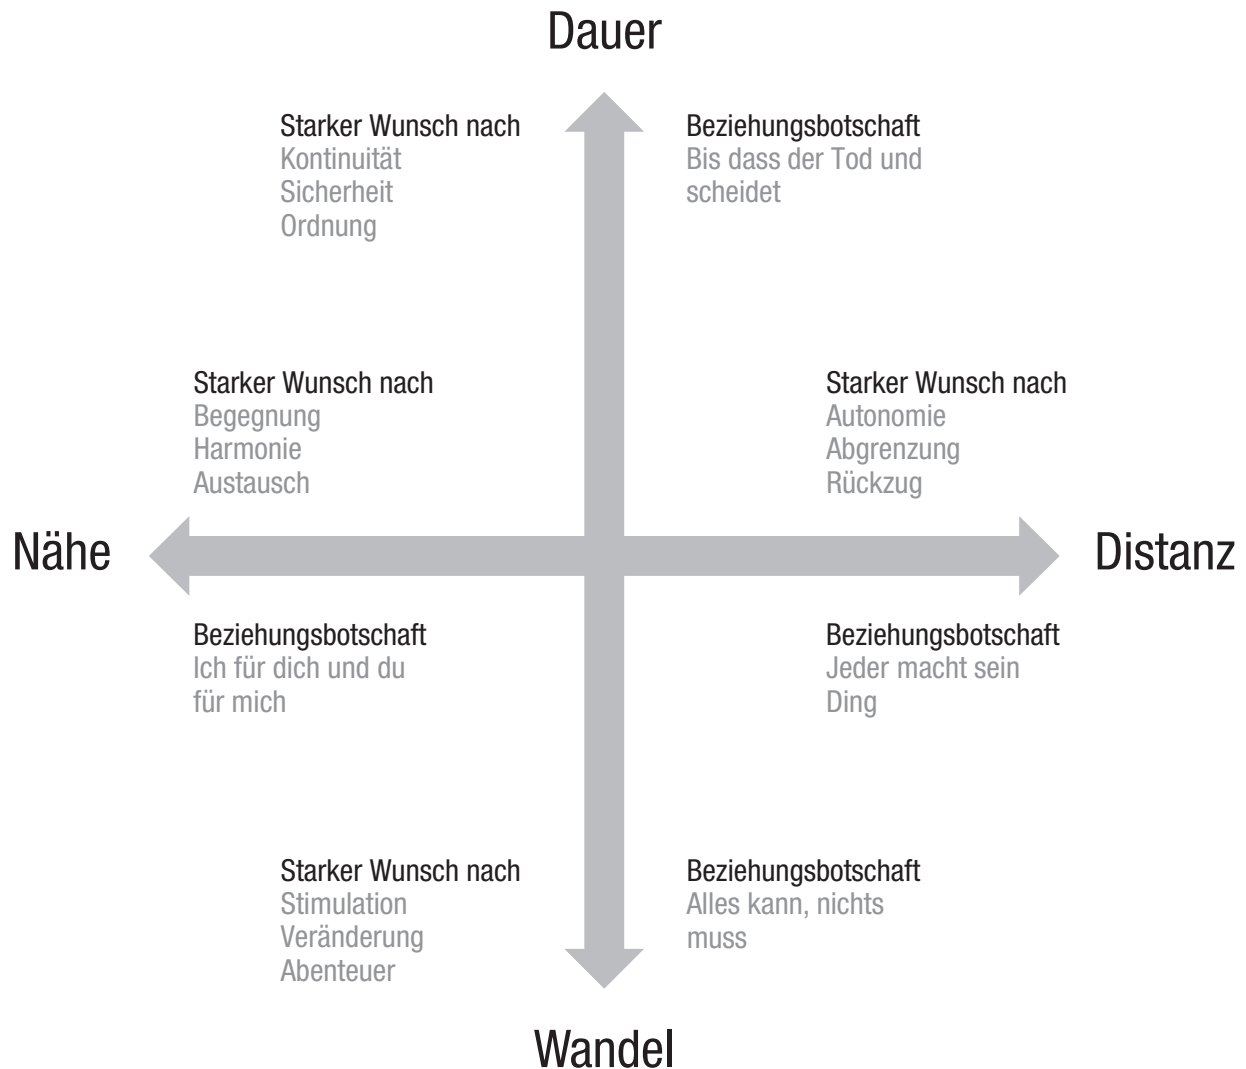 Dauer
Starker Wunsch nach
Kontinuität
Sicherheit
Ordnung
Beziehungsbotschaft
Bis dass der Tod und
scheidet
Starker Wunsch nach
Begegnung
Harmonie
Austausch
Starker Wunsch nach
Autonomie
Abgrenzung
Rückzug
Nähe
Distanz
Beziehungsbotschaft
Ich für dich und du
für mich
Beziehungsbotschaft
Jeder macht sein
Ding
Starker Wunsch nach
Stimulation
Veränderung
Abenteuer
Beziehungsbotschaft
Alles kann, nichts
muss
Wandel